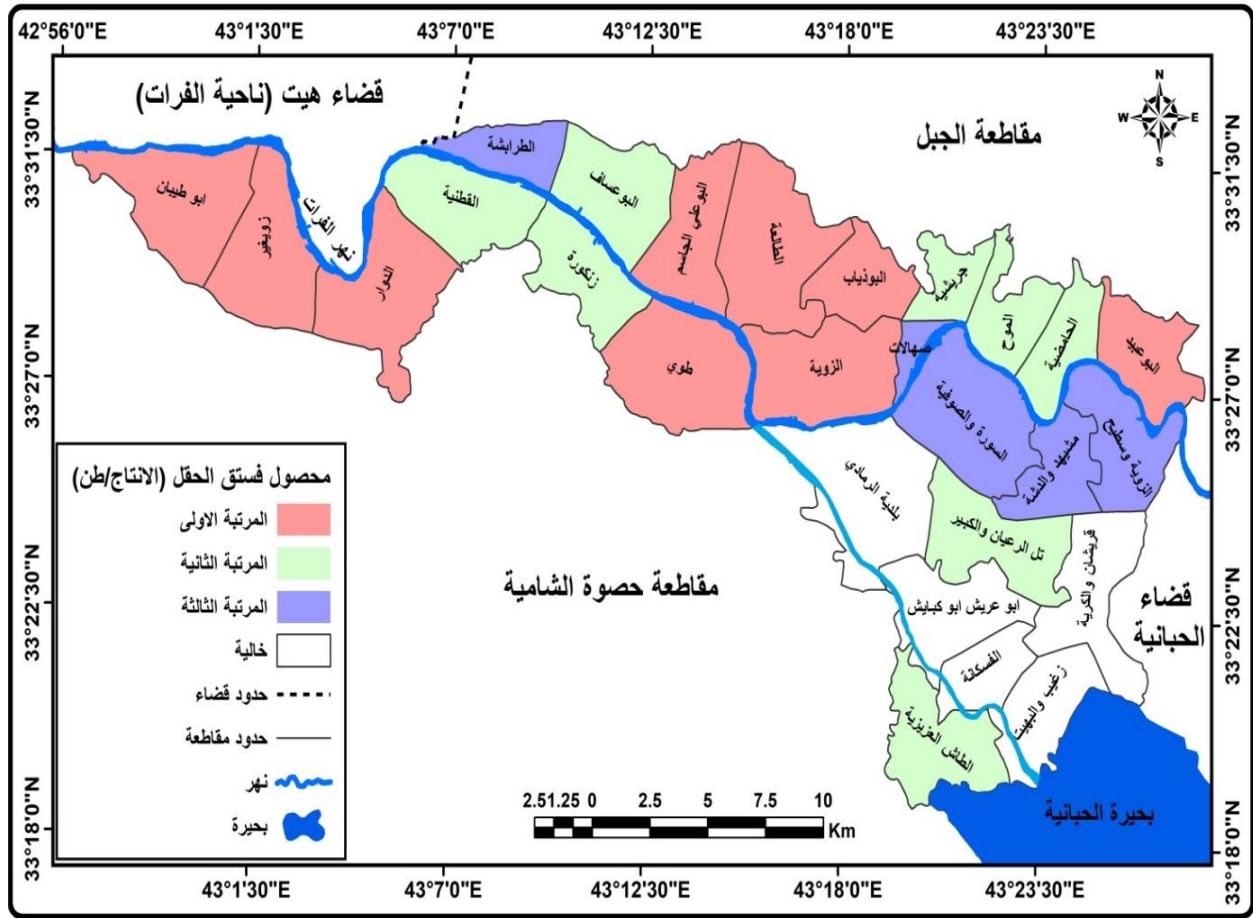 42°56'0"E 43°1'30"E 43°7'0"E 43°12'30"E 43°18'0"E 43°23'30"E
قضاء هيت (ناحية الفرات)
مقاطعة الجبل
N
W E
S
33°31'30"N
33°31'30"N
الطرابشة
ابو طيبان
زويغير
نهر الفرات
القطنية
البوعساف
البوعلي الجاسم
الطالعة
الدوار
زنكورة
البوذياب
جريشية
الموح
الحامضية
البوعبيد
33°27'0"N
33°27'0"N
طوي
الزوية
صهالات
السورة والصوفية
مشيهد والدشة
الزوية وسطيح
محصول فستق الحقل (الانتاج/طن)
المرتبة الاولى
المرتبة الثانية
المرتبة الثالثة
خالية
حدود قضاء
حدود مقاطعة
نهر
بحيرة
بلدية الرمادي
تل الرعيان والكبير
قريشان والكرية
33°22'30"N
33°22'30"N
مقاطعة حصوة الشامية
ابو عريش ابو كبايش
قضاء
الحبانية
الفسكانة
زغيب والبهيت
الطاش العزيزية
2.5 1.25 0 2.5 5 7.5 10
Km
بحيرة الحبانية
33°18'0"N
33°18'0"N
43°1'30"E 43°7'0"E 43°12'30"E 43°18'0"E 43°23'30"E